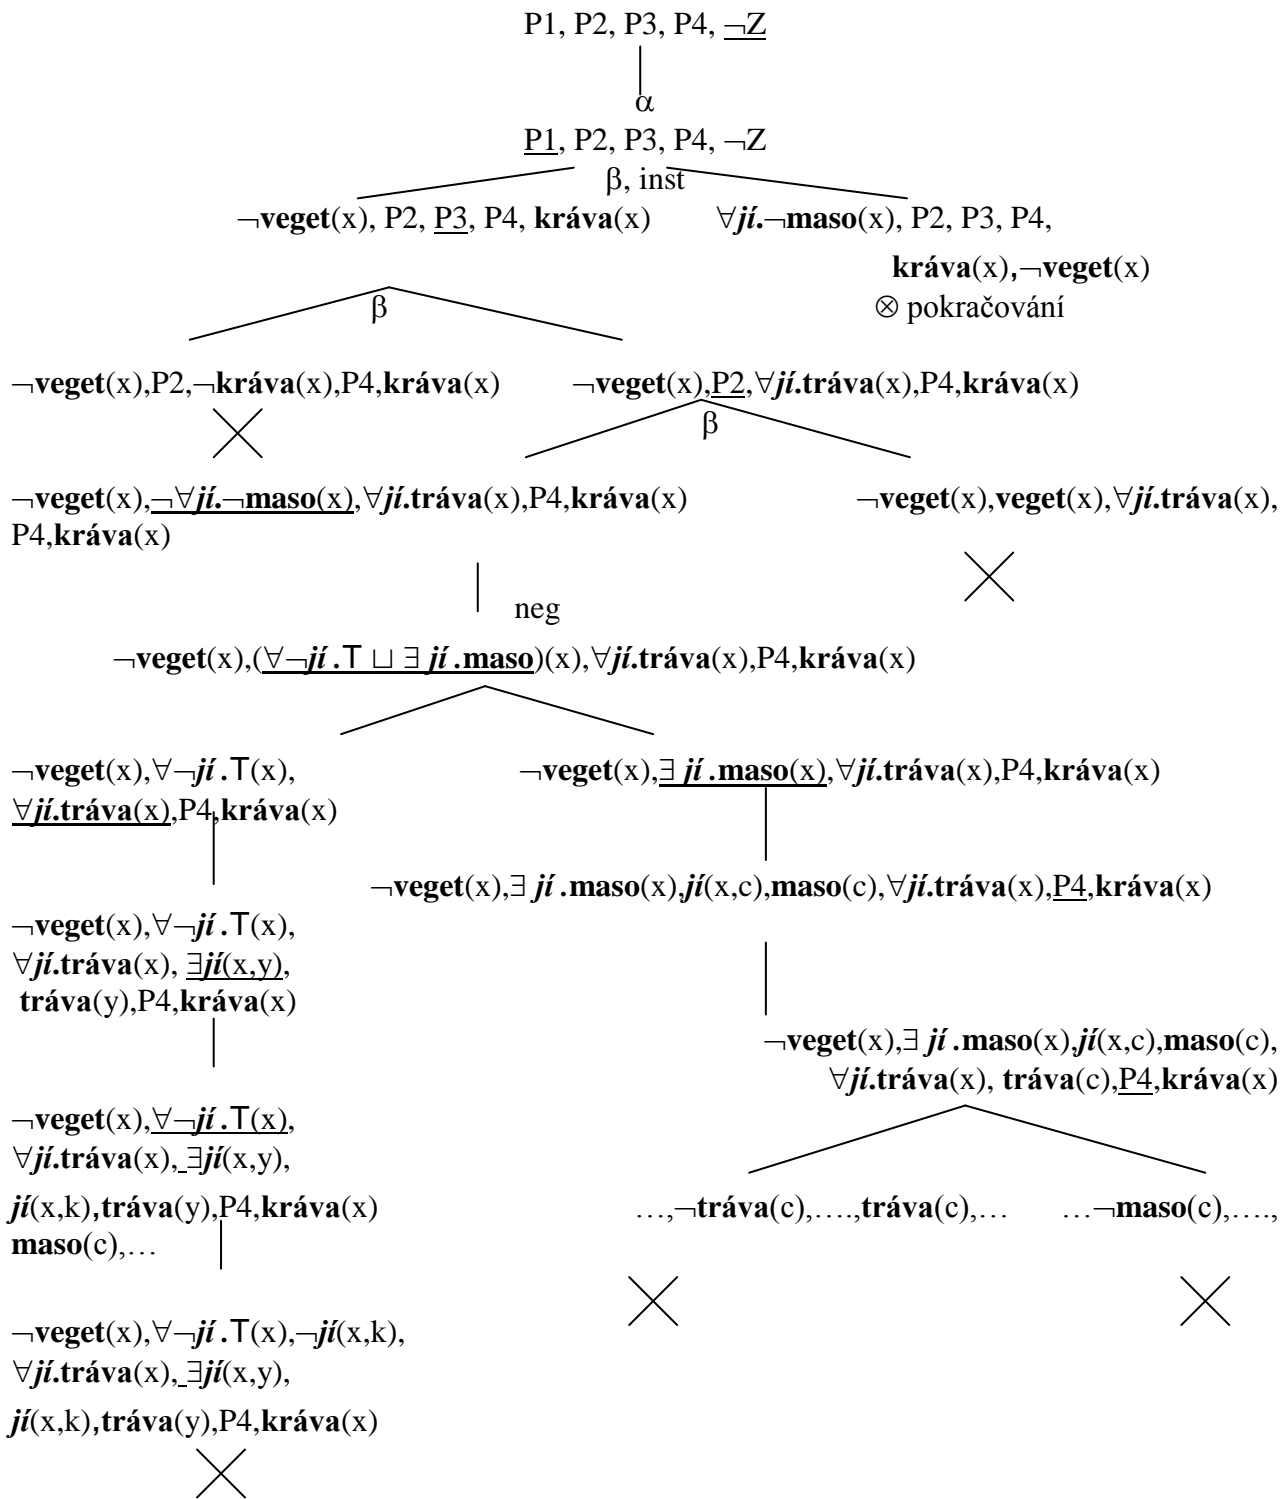 P1, P2, P3, P4, ¬Z
α
P1, P2, P3, P4, ¬Z
β, inst
¬veget(x), P2, P3, P4, kráva(x) ∀jí.¬maso(x), P2, P3, P4,
kráva(x),¬veget(x)
⊗ pokračování
β
¬veget(x),P2,¬kráva(x),P4,kráva(x) ¬veget(x),P2,∀jí.tráva(x),P4,kráva(x)
β
¬veget(x),¬∀jí.¬maso(x),∀jí.tráva(x),P4,kráva(x) ¬veget(x),veget(x),∀jí.tráva(x),
P4,kráva(x)
neg
¬veget(x),(∀¬jí .T ⊔ ∃ jí .maso)(x),∀jí.tráva(x),P4,kráva(x)
¬veget(x),∀¬jí .T(x), ¬veget(x),∃ jí .maso(x),∀jí.tráva(x),P4,kráva(x)
∀jí.tráva(x),P4,kráva(x)
¬veget(x),∃ jí .maso(x),jí(x,c),maso(c),∀jí.tráva(x),P4,kráva(x)
¬veget(x),∀¬jí .T(x),
∀jí.tráva(x), ∃jí(x,y),
tráva(y),P4,kráva(x)
¬veget(x),∃ jí .maso(x),jí(x,c),maso(c),
∀jí.tráva(x), tráva(c),P4,kráva(x)
¬veget(x),∀¬jí .T(x),
∀jí.tráva(x), ∃jí(x,y),
jí(x,k),tráva(y),P4,kráva(x) …,¬tráva(c),….,tráva(c),… …¬maso(c),….,
maso(c),…
¬veget(x),∀¬jí .T(x),¬jí(x,k),
∀jí.tráva(x), ∃jí(x,y),
jí(x,k),tráva(y),P4,kráva(x)